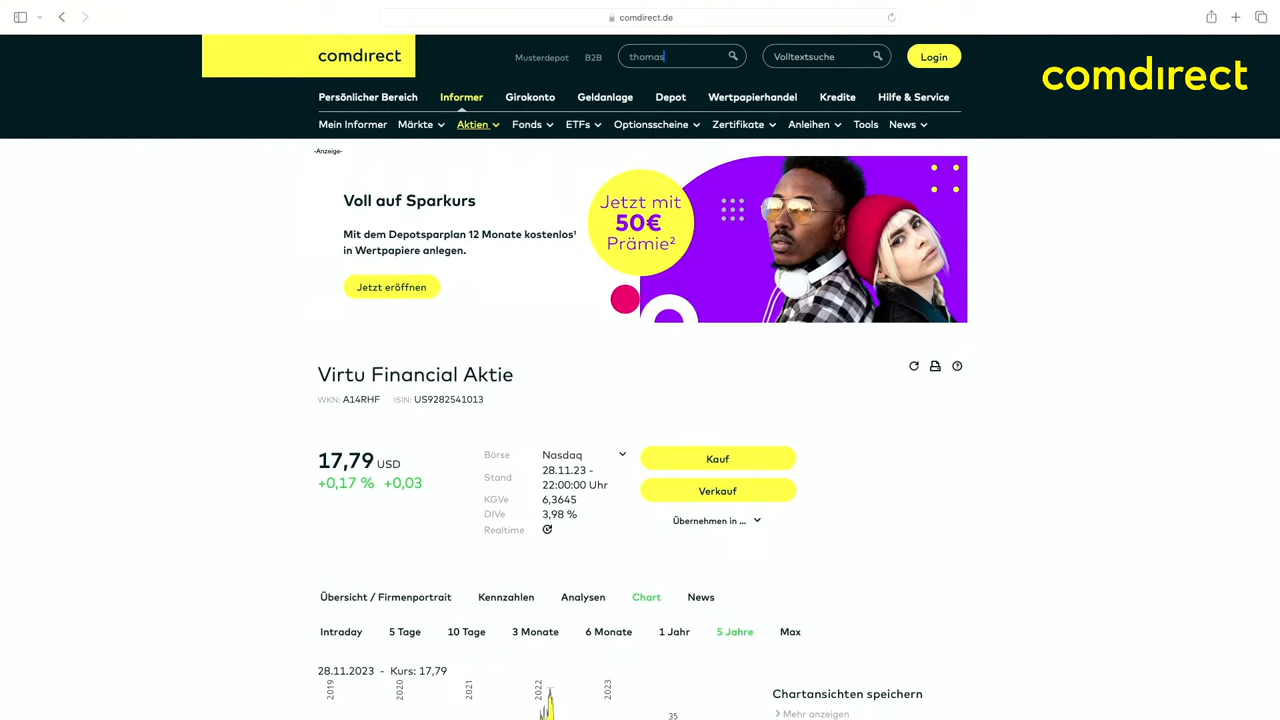 comdirect.de
comdirect
Musterdepot B2B thomas Volltextsuche Login
comdirect
Persönlicher Bereich Informer Girokonto Geldanlage Depot Wertpapierhandel Kredite Hilfe & Service
Mein Informer Märkte Aktien Fonds ETFs Optionsscheine Zertifikate Anleihen Tools News
-Anzeige-
Voll auf Sparkurs
Mit dem Depotsparplan 12 Monate kostenlos¹
in Wertpapiere anlegen.
Jetzt eröffnen
Jetzt mit
50€
Prämie²
Virtu Financial Aktie
WKN: A14RHF ISIN: US9282541013
17,79 USD
+0,17 % +0,03
Börse Nasdaq
Stand 28.11.23 -
22:00:00 Uhr
KGVe 6,3645
DIVe 3,98 %
Realtime
Kauf
Verkauf
Übernehmen in ...
Übersicht / Firmenportrait Kennzahlen Analysen Chart News
Intraday 5 Tage 10 Tage 3 Monate 6 Monate 1 Jahr 5 Jahre Max
28.11.2023 - Kurs: 17,79
2019 2020 2021 2022 2023
35
Chartansichten speichern
Mehr anzeigen